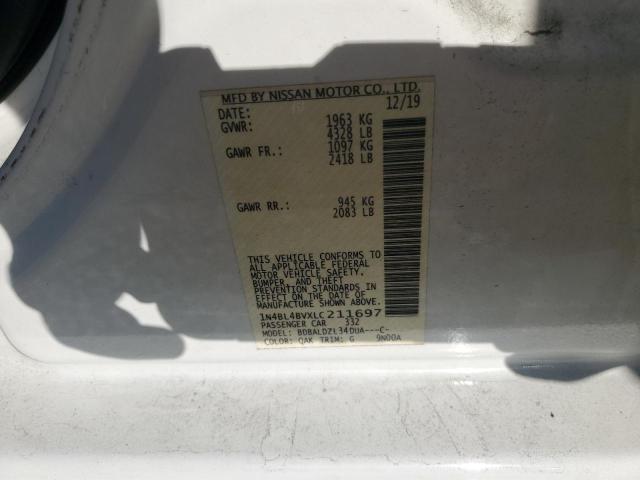 MFD BY NISSAN MOTOR CO., LTD.
DATE: 12/19
GVWR: 1963 KG
4328 LB
GAWR FR.: 1097 KG
2418 LB
GAWR RR.: 945 KG
2083 LB
THIS VEHICLE CONFORMS TO
ALL APPLICABLE FEDERAL
MOTOR VEHICLE SAFETY,
BUMPER, AND THEFT
PREVENTION STANDARDS IN
EFFECT ON THE DATE OF
MANUFACTURE SHOWN ABOVE.
1N4BL4BVXLC211697
PASSENGER CAR 332
MODEL: BDBALDZL34DUA---C-
COLOR: QAK TRIM: G 9N00A